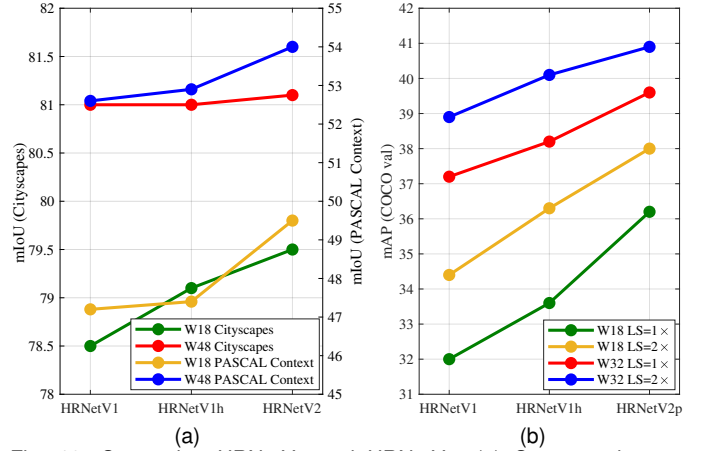 82
81.5
81
80.5
80
79.5
79
78.5
78
mIoU (Cityscapes)
55
54
53
52
51
50
49
48
47
46
45
mIoU (PASCAL Context)
W18 Cityscapes
W48 Cityscapes
W18 PASCAL Context
W48 PASCAL Context
HRNetV1 HRNetV1h HRNetV2
(a)
42
41
40
39
38
37
36
35
34
33
32
31
mAP (COCO val)
W18 LS=1×
W18 LS=2×
W32 LS=1×
W32 LS=2×
HRNetV1 HRNetV1h HRNetV2p
(b)